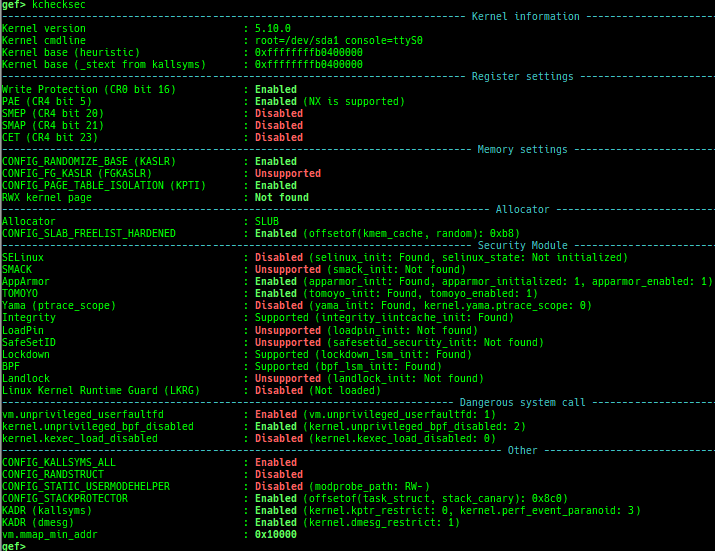 gef> kchecksec
Kernel information
Kernel version : 5.10.0
Kernel cmdline : root=/dev/sda1 console=ttyS0
Kernel base (heuristic) : 0xffffffffb0400000
Kernel base (_stext from kallsyms) : 0xffffffffb0400000
Register settings
Write Protection (CR0 bit 16) : Enabled
PAE (CR4 bit 5) : Enabled (NX is supported)
SMEP (CR4 bit 20) : Disabled
SMAP (CR4 bit 21) : Disabled
CET (CR4 bit 23) : Disabled
Memory settings
CONFIG_RANDOMIZE_BASE (KASLR) : Enabled
CONFIG_FG_KASLR (FGKASLR) : Unsupported
CONFIG_PAGE_TABLE_ISOLATION (KPTI) : Enabled
RWX kernel page : Not found
Allocator
Allocator : SLUB
CONFIG_SLAB_FREELIST_HARDENED : Enabled (offsetof(kmem_cache, random): 0xb8)
Security Module
SELinux : Disabled (selinux_init: Found, selinux_state: Not initialized)
SMACK : Unsupported (smack_init: Not found)
AppArmor : Enabled (apparmor_init: Found, apparmor_initialized: 1, apparmor_enabled: 1)
TOMOYO : Enabled (tomoyo_init: Found, tomoyo_enabled: 1)
Yama (ptrace_scope) : Disabled (yama_init: Found, kernel.yama.ptrace_scope: 0)
Integrity : Supported (integrity_iintcache_init: Found)
LoadPin : Unsupported (loadpin_init: Not found)
SafeSetID : Unsupported (safesetid_security_init: Not found)
Lockdown : Supported (lockdown_lsm_init: Found)
BPF : Supported (bpf_lsm_init: Found)
Landlock : Unsupported (landlock_init: Not found)
Linux Kernel Runtime Guard (LKRG) : Disabled (Not loaded)
Dangerous system call
vm.unprivileged_userfaultfd : Enabled (vm.unprivileged_userfaultfd: 1)
kernel.unprivileged_bpf_disabled : Enabled (kernel.unprivileged_bpf_disabled: 2)
kernel.kexec_load_disabled : Disabled (kernel.kexec_load_disabled: 0)
Other
CONFIG_KALLSYMS_ALL : Enabled
CONFIG_RANDSTRUCT : Disabled
CONFIG_STATIC_USERMODEHELPER : Disabled (modprobe_path: RW-)
CONFIG_STACKPROTECTOR : Enabled (offsetof(task_struct, stack_canary): 0x8c0)
KADR (kallsyms) : Enabled (kernel.kptr_restrict: 0, kernel.perf_event_paranoid: 3)
KADR (dmesg) : Enabled (kernel.dmesg_restrict: 1)
vm.mmap_min_addr : 0x10000
gef>